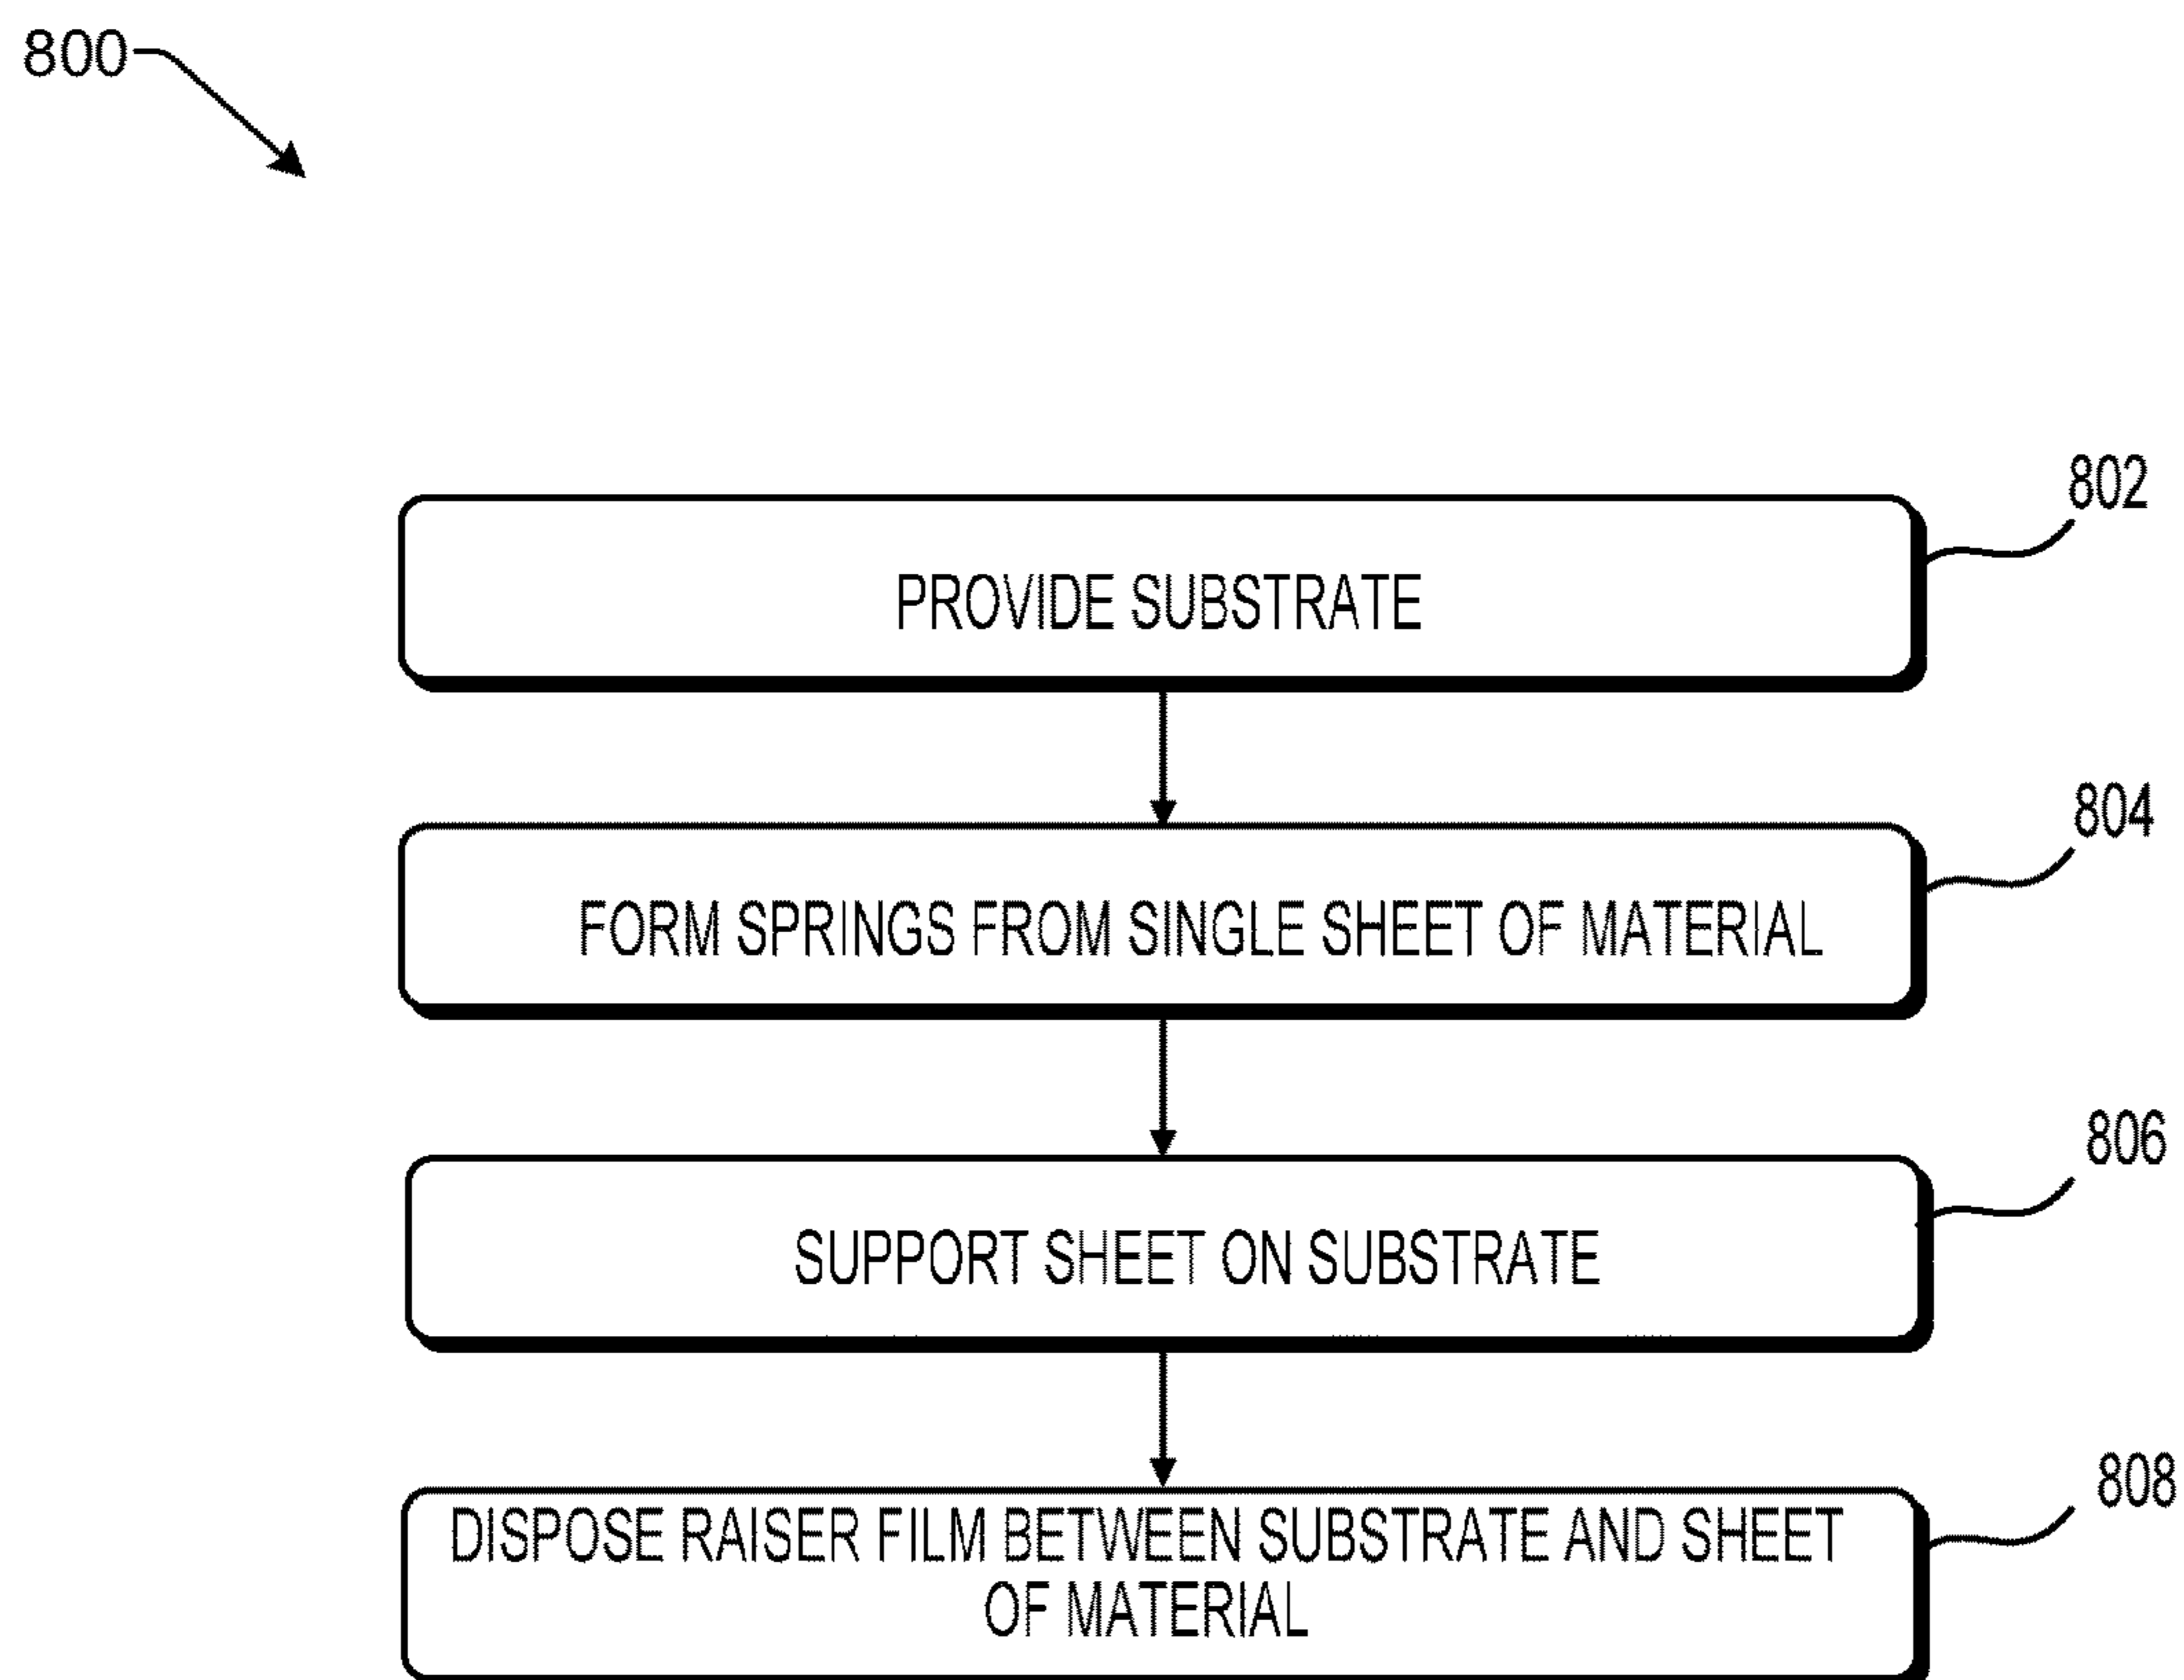 800
802
PROVIDE SUBSTRATE
804
FORM SPRINGS FROM SINGLE SHEET OF MATERIAL
806
SUPPORT SHEET ON SUBSTRATE
808
DISPOSE RAISER FILM BETWEEN SUBSTRATE AND SHEET
OF MATERIAL